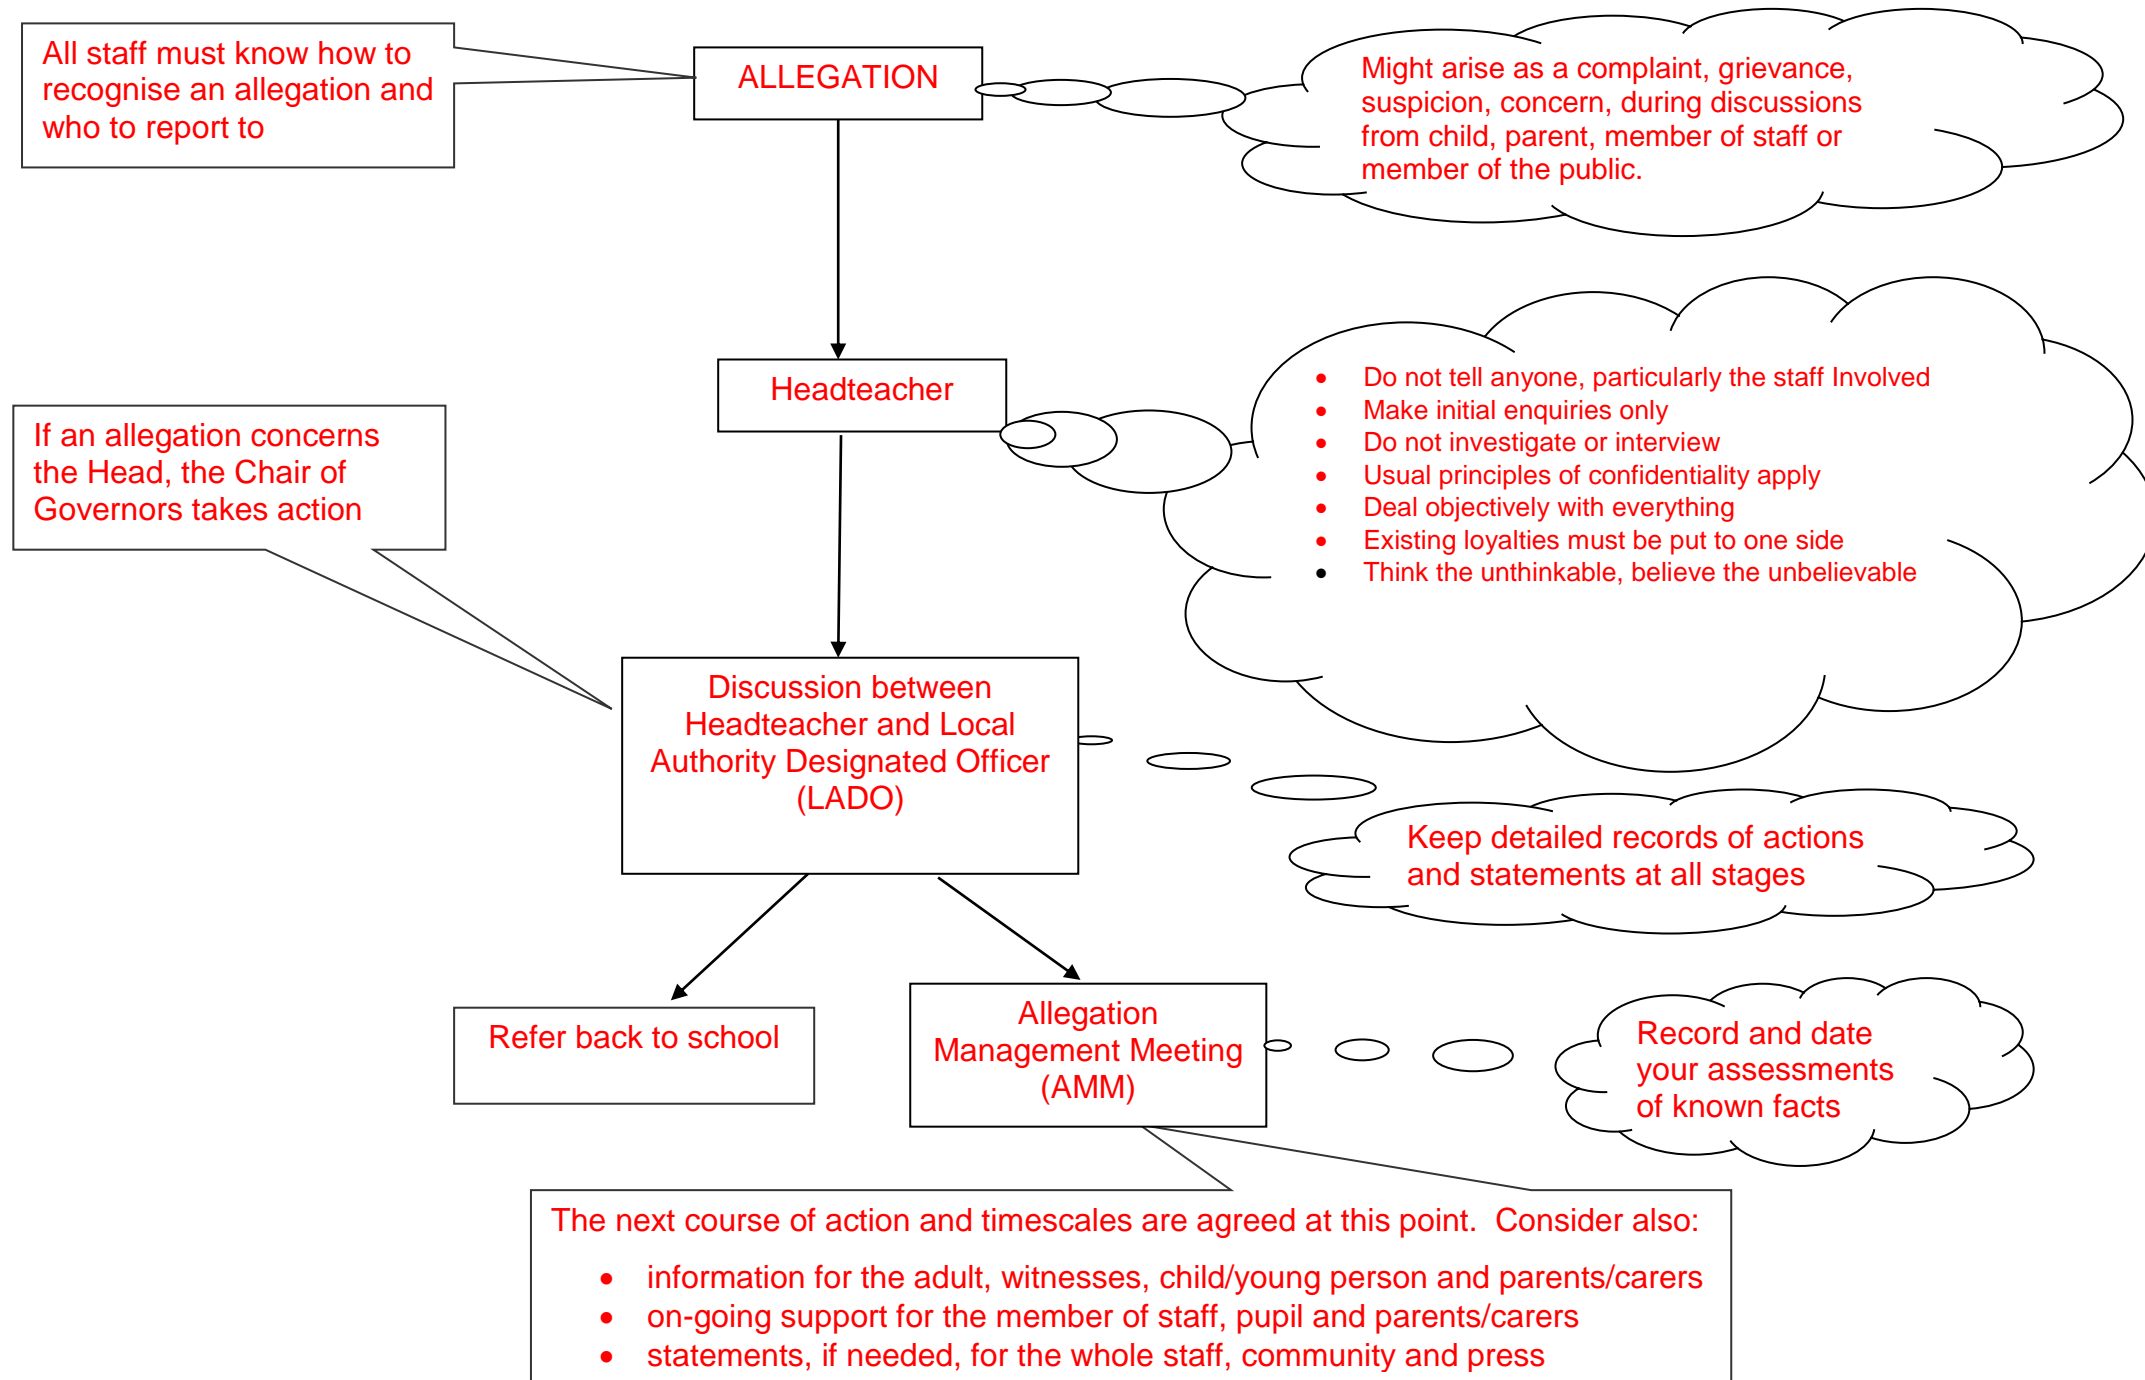 All staff must know how to
recognise an allegation and
who to report to
ALLEGATION
Might arise as a complaint, grievance,
suspicion, concern, during discussions
from child, parent, member of staff or
member of the public.
Headteacher
• Do not tell anyone, particularly the staff Involved
• Make initial enquiries only
• Do not investigate or interview
• Usual principles of confidentiality apply
• Deal objectively with everything
• Existing loyalties must be put to one side
• Think the unthinkable, believe the unbelievable
If an allegation concerns
the Head, the Chair of
Governors takes action
Discussion between
Headteacher and Local
Authority Designated Officer
(LADO)
Keep detailed records of actions
and statements at all stages
Refer back to school
Allegation
Management Meeting
(AMM)
Record and date
your assessments
of known facts
The next course of action and timescales are agreed at this point.  Consider also:
• information for the adult, witnesses, child/young person and parents/carers
• on-going support for the member of staff, pupil and parents/carers
• statements, if needed, for the whole staff, community and press